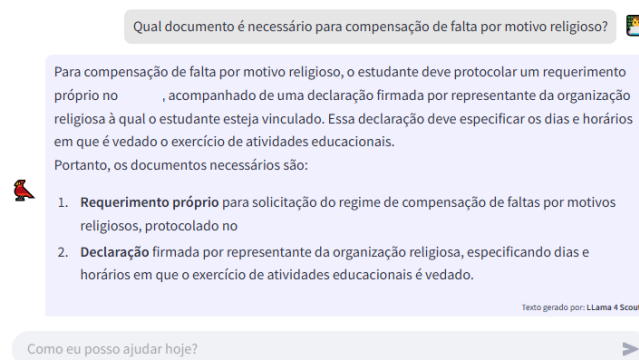 Qual documento é necessário para compensação de falta por motivo religioso?
Para compensação de falta por motivo religioso, o estudante deve protocolar um requerimento
próprio no , acompanhado de uma declaração firmada por representante da organização
religiosa à qual o estudante esteja vinculado. Essa declaração deve especificar os dias e horários
em que é vedado o exercício de atividades educacionais.
Portanto, os documentos necessários são:
1. Requerimento próprio para solicitação do regime de compensação de faltas por motivos
religiosos, protocolado no
2. Declaração firmada por representante da organização religiosa, especificando dias e
horários em que o exercício de atividades educacionais é vedado.
Texto gerado por: LLama 4 Scout
Como eu posso ajudar hoje?